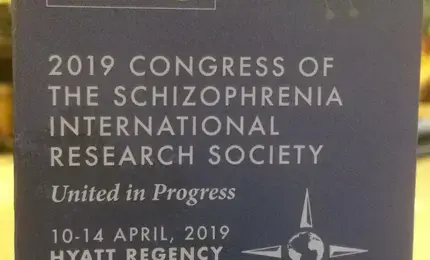 2019 CONGRESS OF
THE SCHIZOPHRENIA
INTERNATIONAL
RESEARCH SOCIETY
United in Progress
10-14 APRIL, 2019
HYATT REGENCY